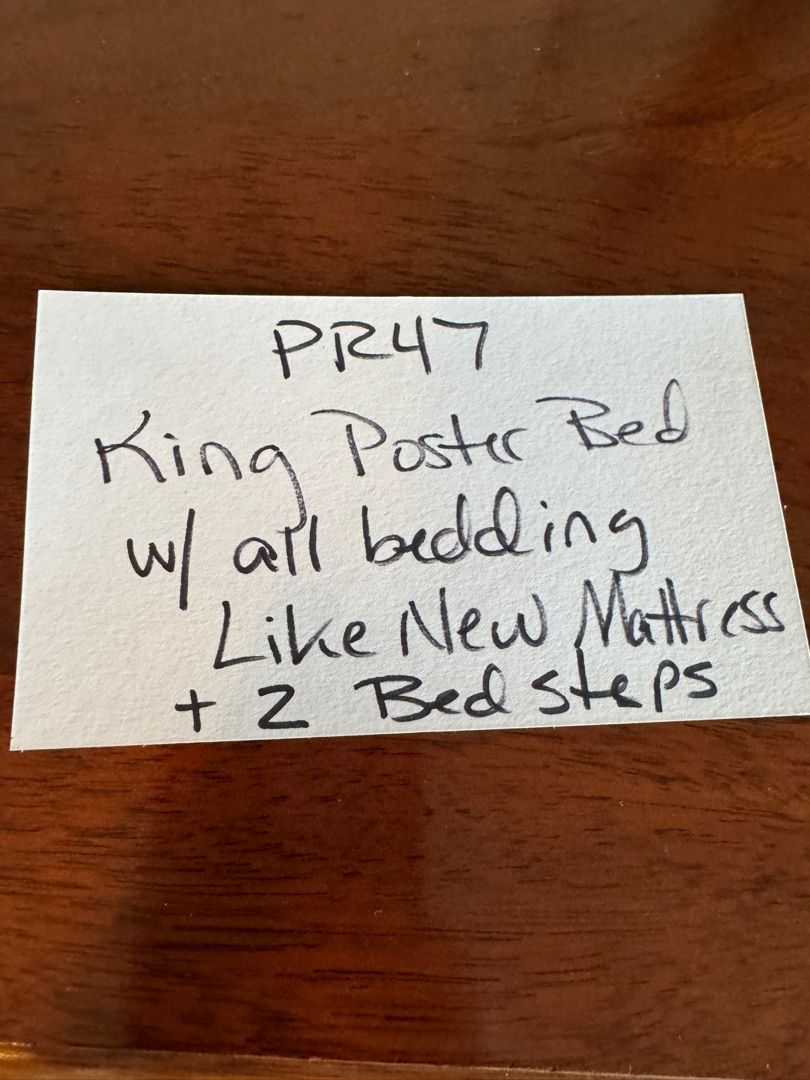 PR47
King Poster Bed
w/ all bedding
Like New Mattress
+ 2 Bed steps